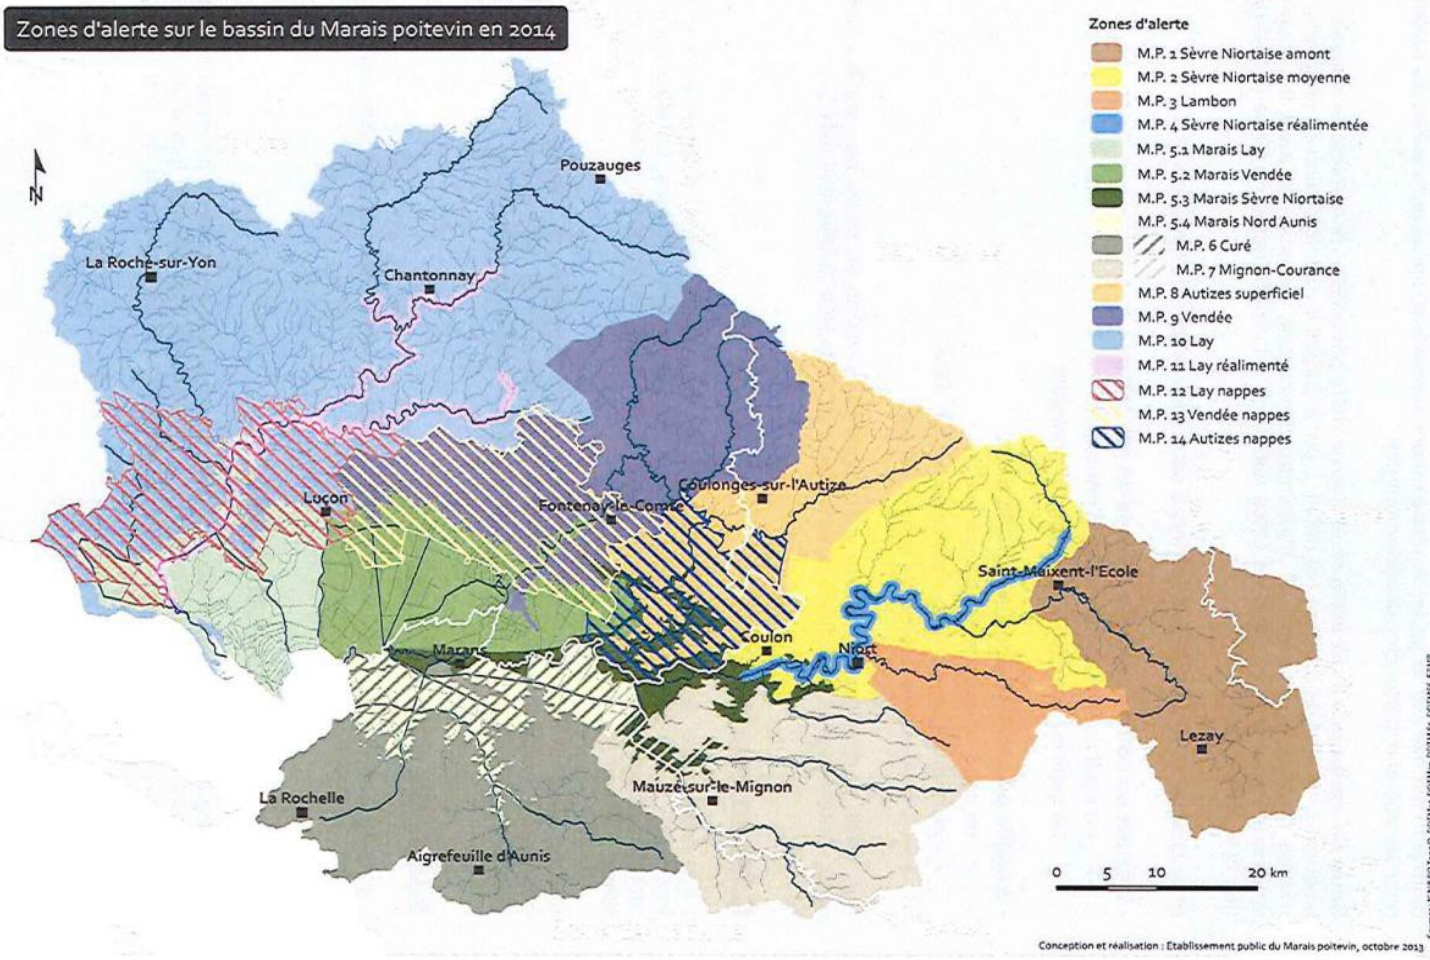 Zones d'alerte sur le bassin du Marais poitevin en 2014
Zones d'alerte
M.P. 1 Sèvre Niortaise amont
M.P. 2 Sèvre Niortaise moyenne
M.P. 3 Lambon
M.P. 4 Sèvre Niortaise réalimentée
M.P. 5.1 Marais Lay
M.P. 5.2 Marais Vendée
M.P. 5.3 Marais Sèvre Niortaise
M.P. 5.4 Marais Nord Aunis
M.P. 6 Curé
M.P. 7 Mignon-Courance
M.P. 8 Autizes superficiel
M.P. 9 Vendée
M.P. 10 Lay
M.P. 11 Lay réalimenté
M.P. 12 Lay nappes
M.P. 13 Vendée nappes
M.P. 14 Autizes nappes
N
Pouzauges
La Roche-sur-Yon
Chantonnay
Luçon
Fontenay-le-Comte
Coulonges-sur-l'Autize
Saint-Maixent-l'Ecole
Coulon
Niort
Marans
Lezay
La Rochelle
Mauzé-sur-le-Mignon
Aigrefeuille d'Aunis
0 5 10 20 km
Conception et réalisation : Etablissement public du Marais poitevin, octobre 2013